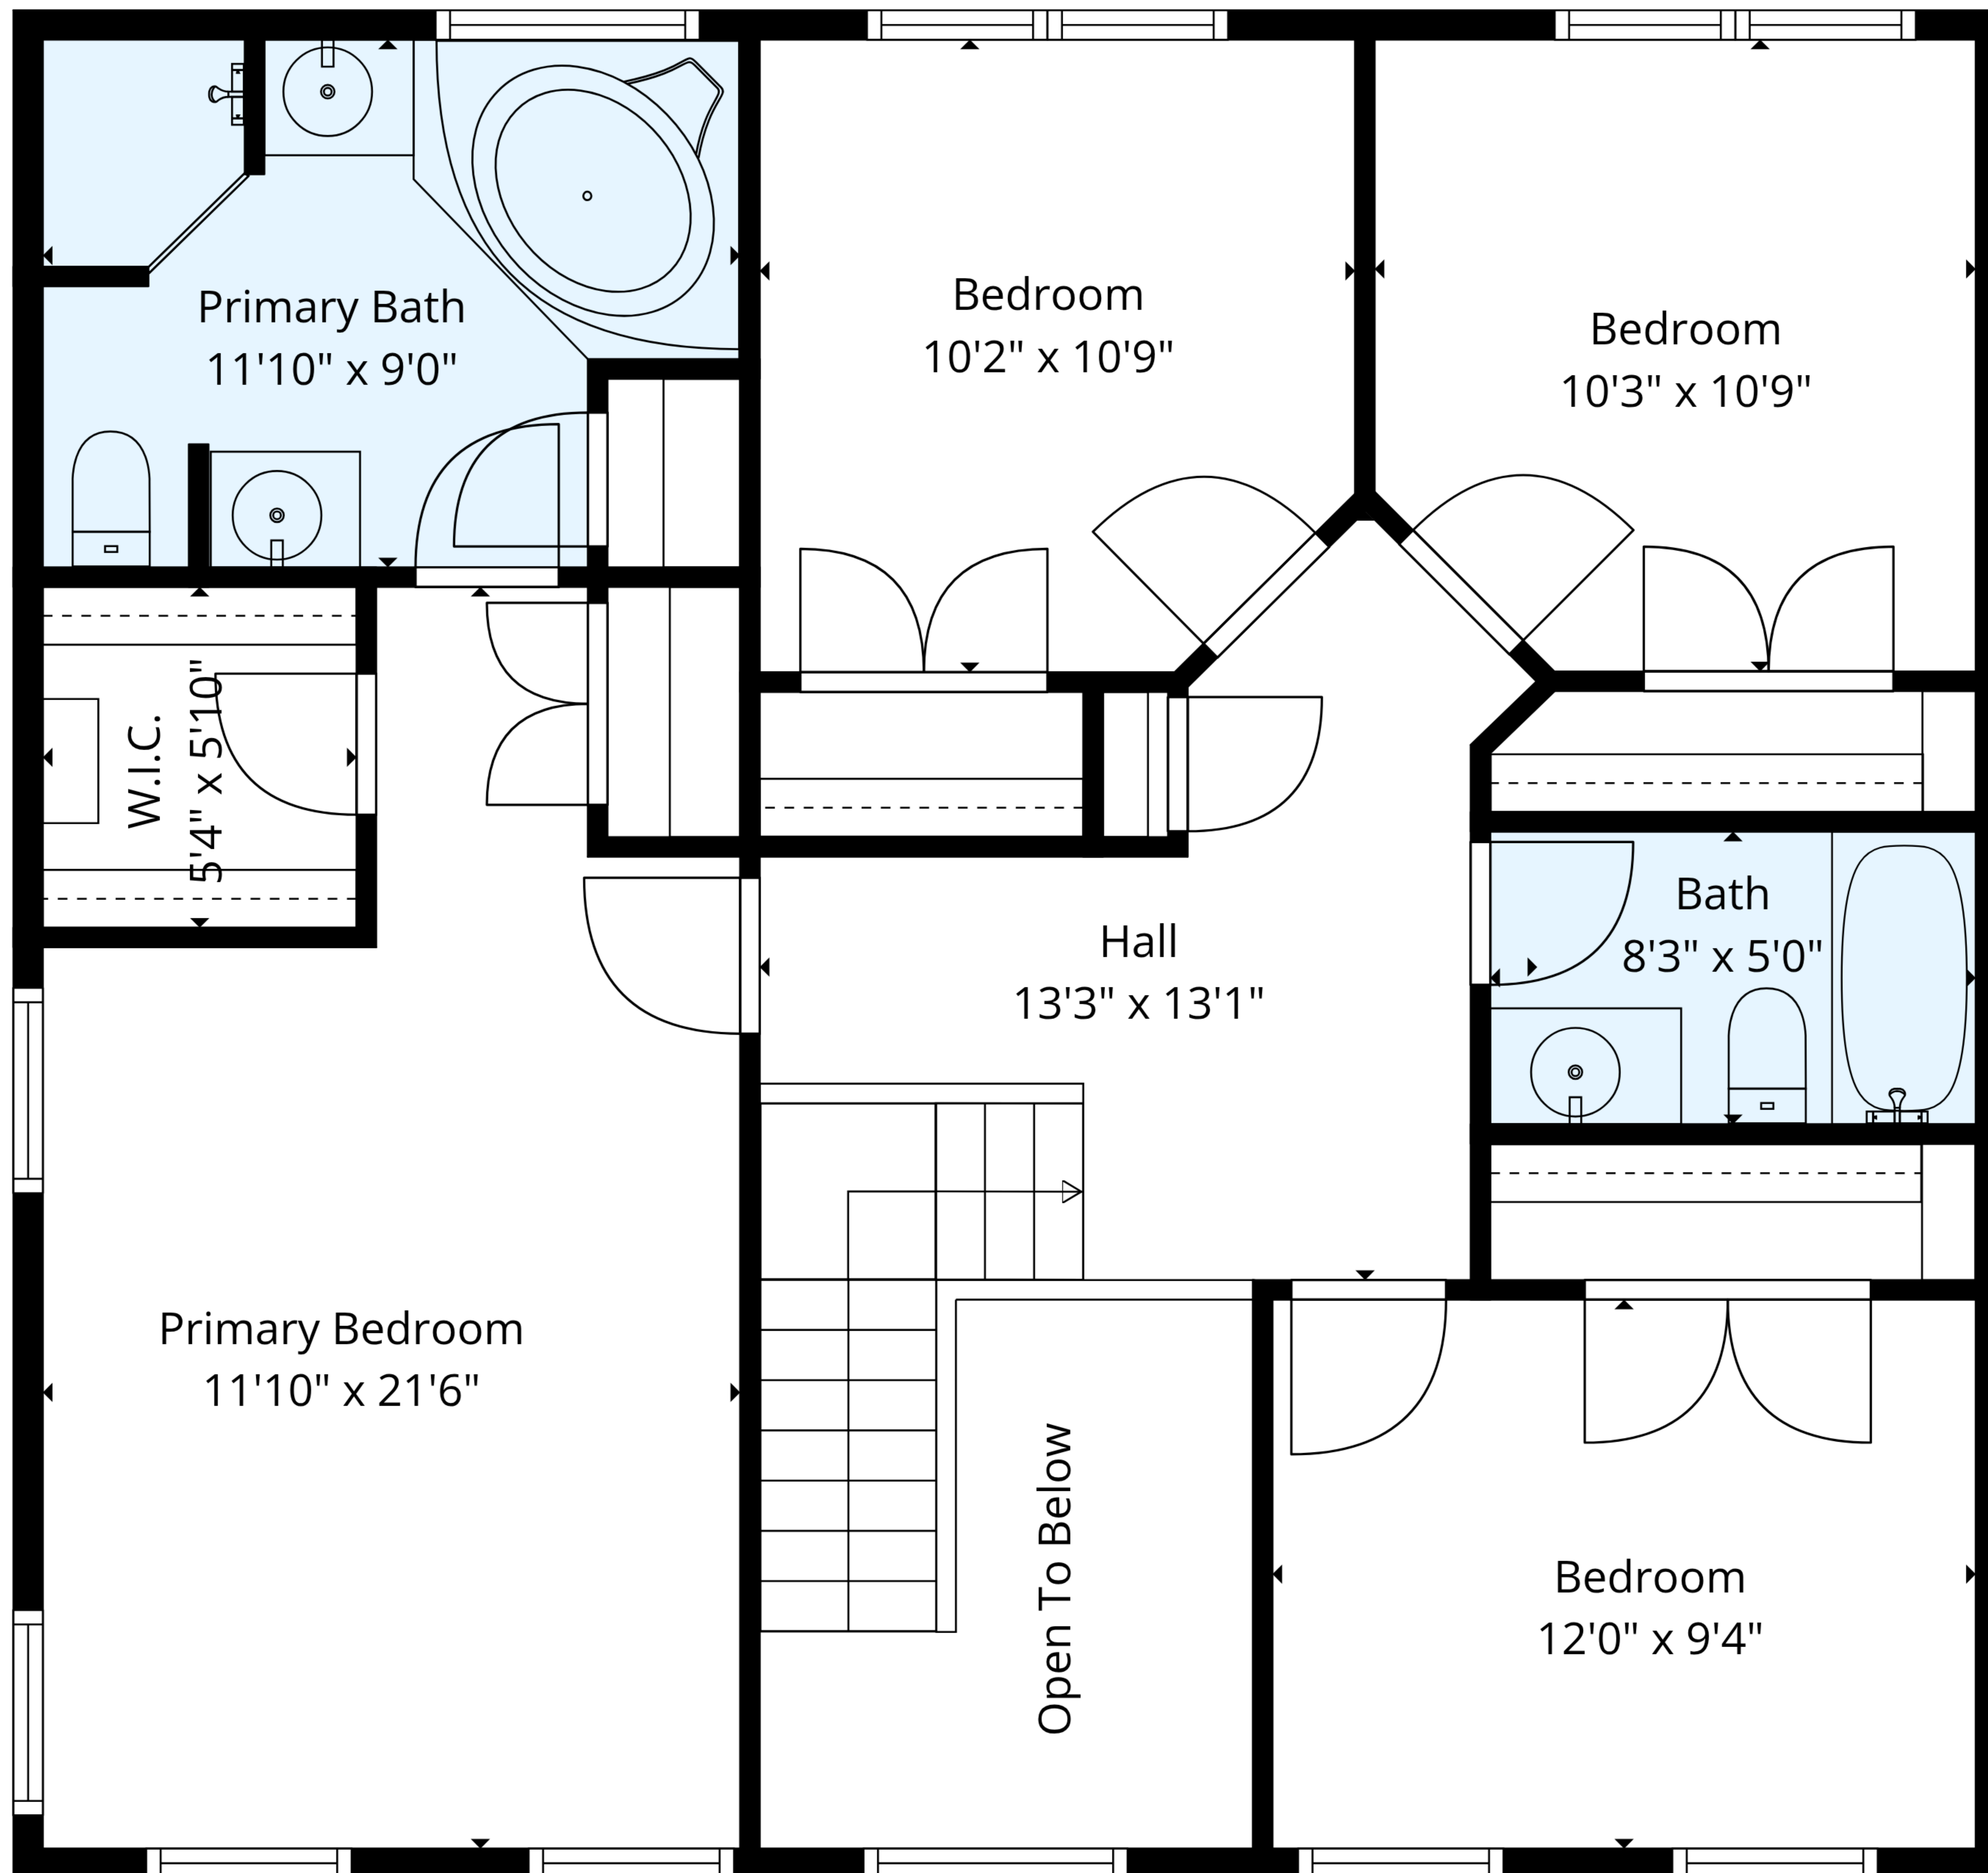 Primary Bath
11'10" x 9'0"
Bedroom
10'2" x 10'9"
Bedroom
10'3" x 10'9"
W.I.C.
5'4" x 5'10"
Hall
13'3" x 13'1"
Bath
8'3" x 5'0"
Primary Bedroom
11'10" x 21'6"
Open To Below
Bedroom
12'0" x 9'4"